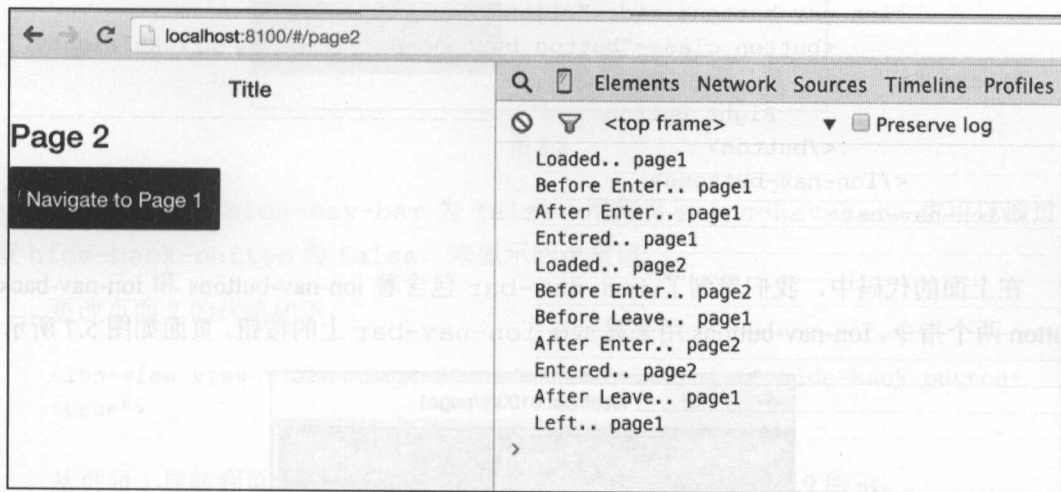 localhost:8100/#/page2
Title
Page 2
Navigate to Page 1
Elements Network Sources Timeline Profiles
<top frame> Preserve log
Loaded.. page1
Before Enter.. page1
After Enter.. page1
Entered.. page1
Loaded.. page2
Before Enter.. page2
Before Leave.. page1
After Enter.. page2
Entered.. page2
After Leave.. page1
Left.. page1
>